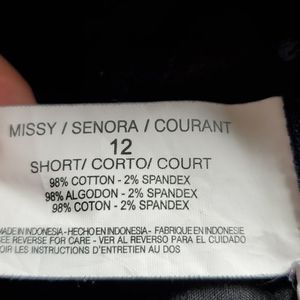 MISSY / SENORA / COURANT
12
SHORT/ CORTO/ COURT
98% COTTON - 2% SPANDEX
98% ALGODON - 2% SPANDEX
98% COTON - 2% SPANDEX
MADE IN INDONESIA - HECHO EN INDONESIA - FABRIQUE EN INDONESIA
SEE REVERSE FOR CARE - VER AL REVERSO PARA EL CUIDADO
VOIR LES INSTRUCTIONS D'ENTRETIEN AU DOS